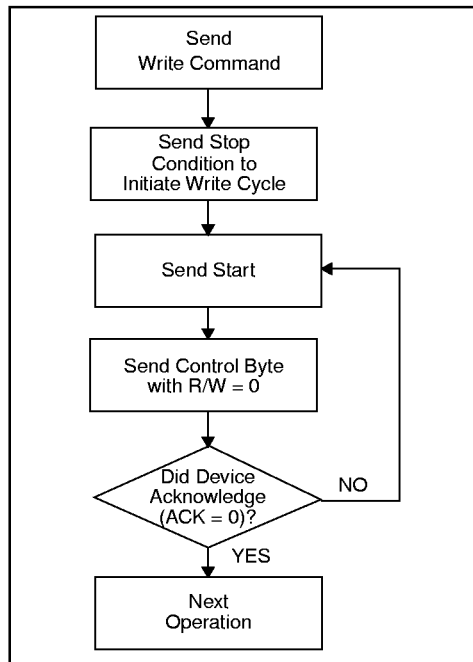 Send
Write Command
Send Stop
Condition to
Initiate Write Cycle
Send Start
Send Control Byte
with R/W = 0
Did Device
Acknowledge
(ACK = 0)?
NO
YES
Next
Operation